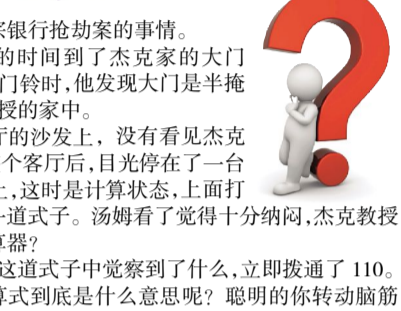 宗银行抢劫案的事情。
的时间到了杰克家的大门
门铃时,他发现大门是半掩
授的家中。
厅的沙发上，没有看见杰克
个客厅后,目光停在了一台
上,这时是计算状态,上面打
一道式子。汤姆看了觉得十分纳闷,杰克教授
算器?
这道式子中觉察到了什么,立即拨通了 110。
算式到底是什么意思呢？聪明的你转动脑筋